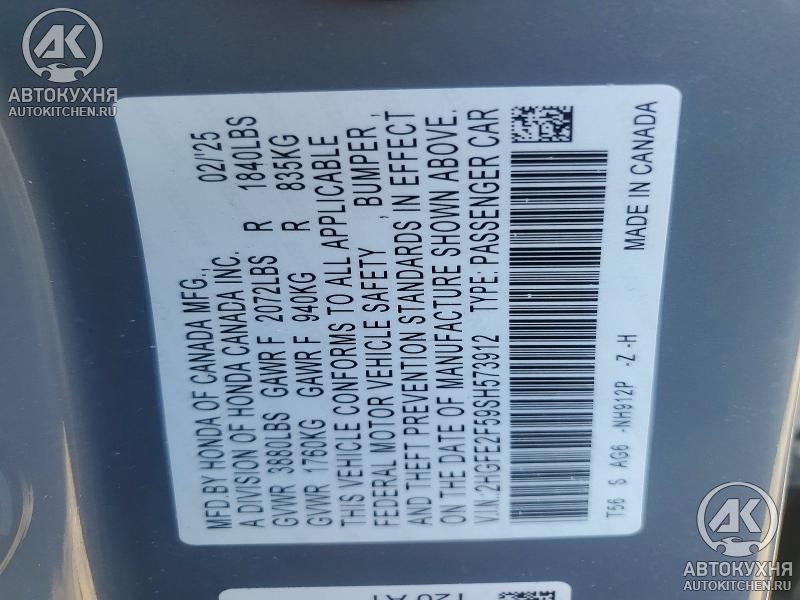 AK
АВТОКУХНЯ
AUTOKITCHEN.RU
MFD.BY HONDA OF CANADA MFG., 02/'25
A DIVISION OF HONDA CANADA INC.
GVWR 3880LBS GAWR F 2072LBS R 1840LBS
GVWR 1760KG GAWR F 940KG R 835KG
THIS VEHICLE CONFORMS TO ALL APPLICABLE
FEDERAL MOTOR VEHICLE SAFETY , BUMPER ,
AND THEFT PREVENTION STANDARDS IN EFFECT
ON THE DATE OF MANUFACTURE SHOWN ABOVE.
V.I.N:2HGFE2F59SH573912 TYPE: PASSENGER CAR
T56 S AG6 -NH912P -Z -H MADE IN CANADA
AK
АВТОКУХНЯ
AUTOKITCHEN.RU